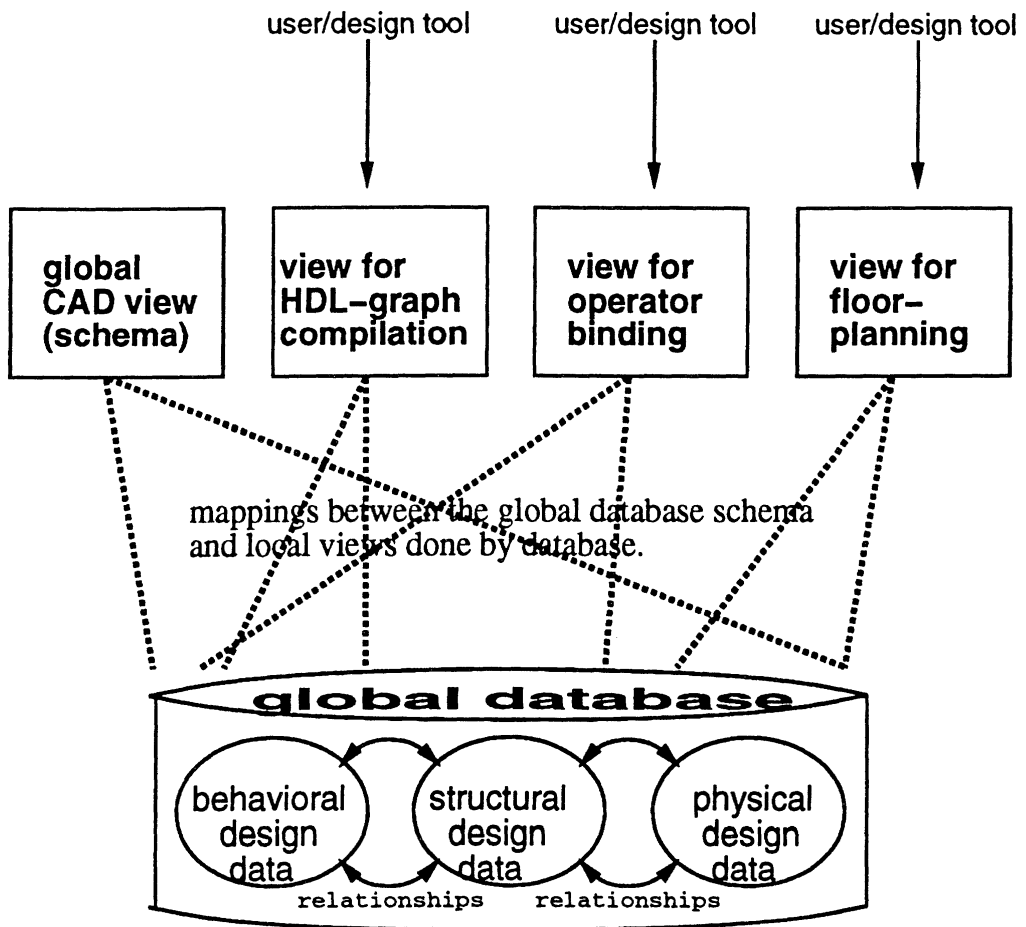 user/design tool
user/design tool
user/design tool
global
CAD view
(schema)
view for
HDL–graph
compilation
view for
operator
binding
view for
floor–
planning
mappings between the global database schema
and local views done by database.
global database
behavioral
design
data
structural
design
data
physical
design
data
relationships
relationships